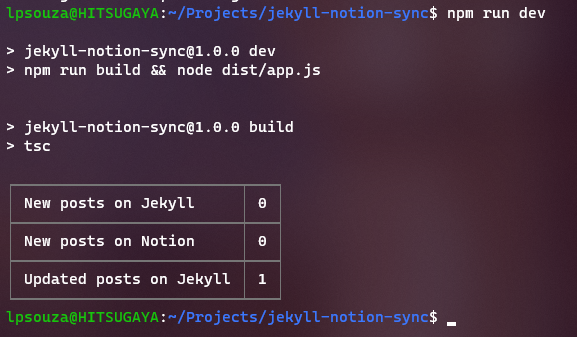 lpsouza@HITSUGAYA:~/Projects/jekyll-notion-sync$ npm run dev
> jekyll-notion-sync@1.0.0 dev
> npm run build && node dist/app.js
> jekyll-notion-sync@1.0.0 build
> tsc
New posts on Jekyll 0
New posts on Notion 0
Updated posts on Jekyll 1
lpsouza@HITSUGAYA:~/Projects/jekyll-notion-sync$